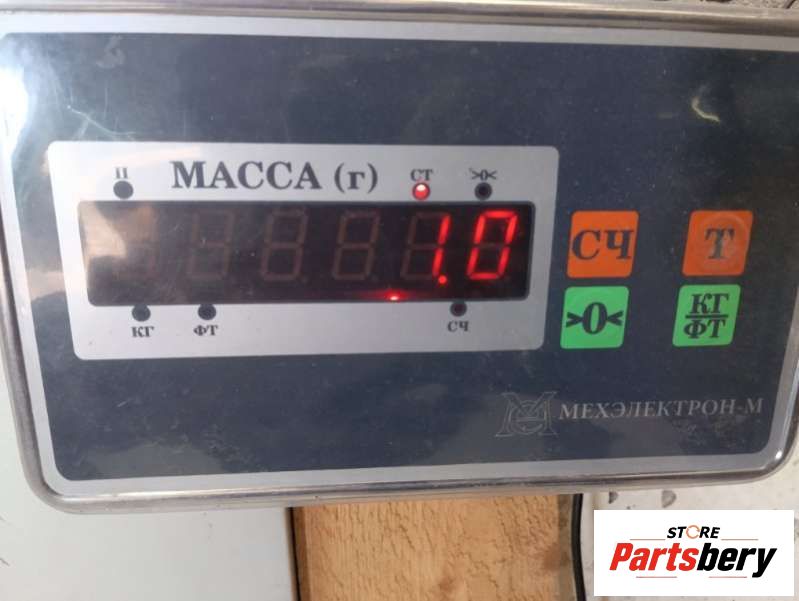 П МАССА (г) СТ >0<
1.0
КГ ФТ СЧ
СЧ Т
>0< КГ
ФТ
МЕХЭЛЕКТРОН-М
STORE
Partsbery